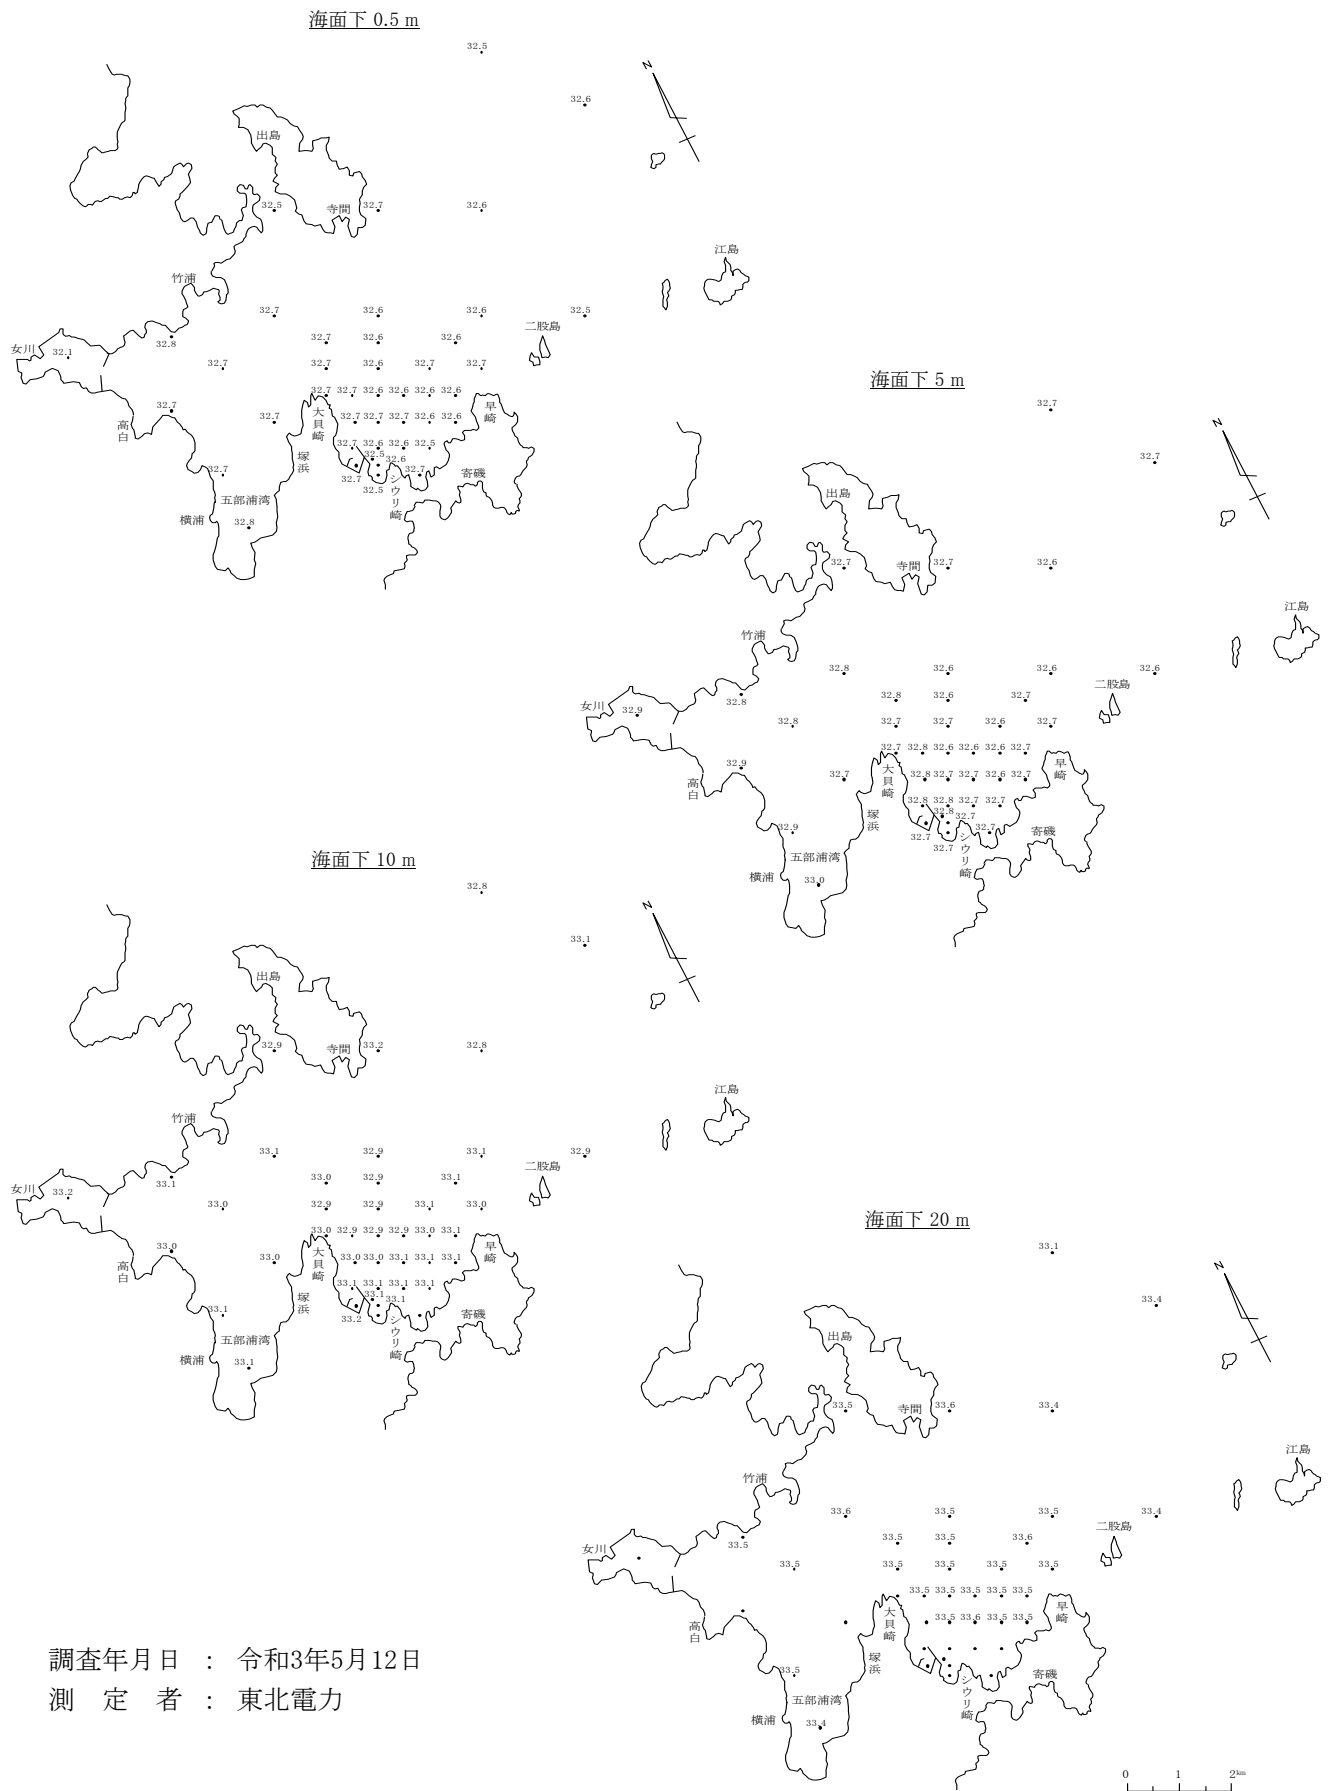 海面下 0.5 m
32.5
32.6
出島
32.5
寺間
32.7
32.6
江島
竹浦
32.7
32.6
32.6
32.5
二股島
女川
32.1
32.8
32.7
32.6
32.6
32.7
32.7
32.6
32.7
32.7
32.7
32.7
32.6
32.6
32.6
32.6
早崎
32.7
高白
32.7
大貝崎
32.7
32.7
32.7
32.6
32.6
塚浜
32.7
32.6
32.6
32.5
32.5
32.6
32.7
32.7
32.7
32.5
シウリ崎
寄磯
五部浦湾
横浦
32.8
海面下 5 m
32.7
32.7
出島
32.7
寺間
32.7
32.6
江島
竹浦
32.8
32.6
32.6
32.6
二股島
女川
32.9
32.8
32.8
32.6
32.7
32.8
32.7
32.7
32.6
32.7
32.7
32.8
32.6
32.6
32.6
32.7
早崎
32.9
高白
32.7
大貝崎
32.8
32.7
32.7
32.6
32.7
塚浜
32.8
32.8
32.7
32.7
32.8
32.7
32.9
32.7
32.7
32.7
シウリ崎
寄磯
五部浦湾
横浦
33.0
海面下 10 m
32.8
33.1
出島
32.9
寺間
33.2
32.8
江島
竹浦
33.1
32.9
33.1
32.9
二股島
女川
33.2
33.1
33.0
32.9
33.1
33.0
32.9
32.9
33.1
33.0
33.0
32.9
32.9
32.9
33.0
33.1
早崎
33.0
高白
33.0
大貝崎
33.0
33.0
33.1
33.1
33.1
塚浜
33.1
33.1
33.1
33.1
33.1
33.1
33.1
33.2
シウリ崎
寄磯
五部浦湾
横浦
33.1
海面下 20 m
33.1
33.4
出島
33.5
寺間
33.6
33.4
江島
竹浦
33.6
33.5
33.5
33.4
二股島
女川
33.5
33.5
33.5
33.6
33.5
33.5
33.5
33.5
33.5
33.5
33.5
33.5
33.5
33.5
早崎
高白
大貝崎
33.5
33.6
33.5
33.5
塚浜
33.5
シウリ崎
寄磯
五部浦湾
横浦
33.4
調査年月日 : 令和3年5月12日
測 定 者 : 東北電力
N
N
N
N
0 1 2km